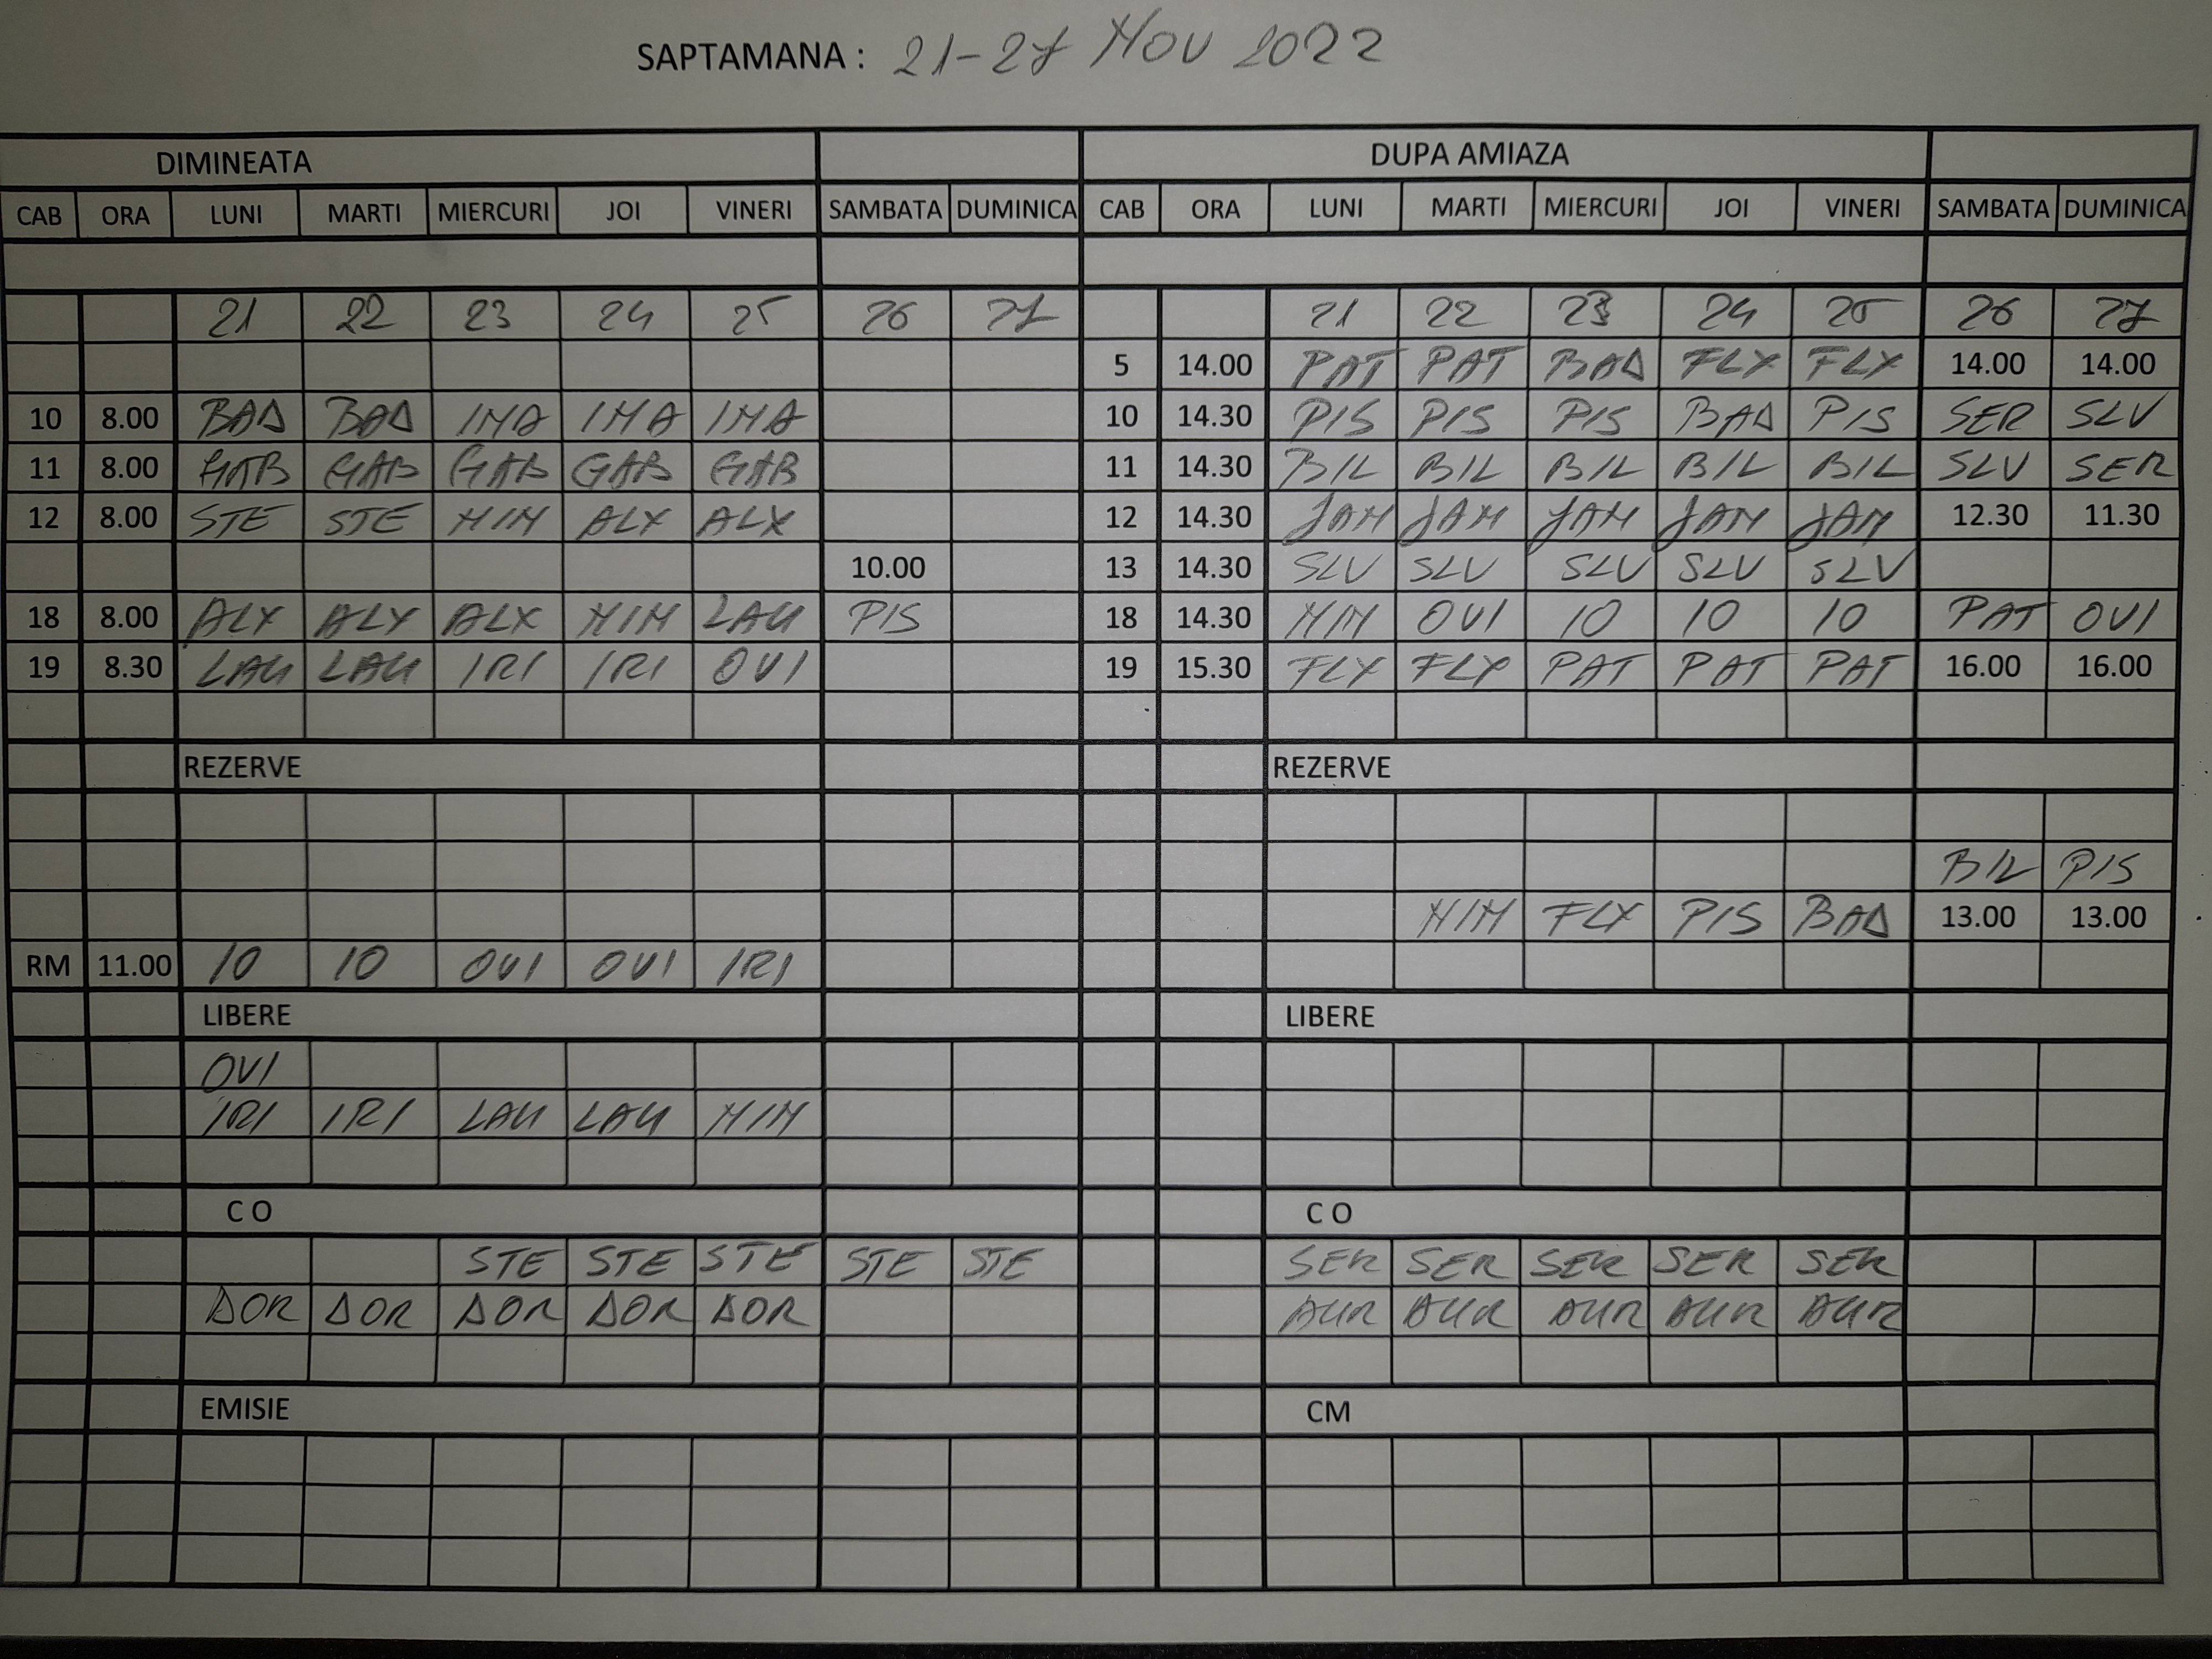 SAPTAMANA : 21-27 NOV 2022
DIMINEATA DUPA AMIAZA
CAB ORA LUNI MARTI MIERCURI JOI VINERI SAMBATA DUMINICA CAB ORA LUNI MARTI MIERCURI JOI VINERI SAMBATA DUMINICA
21 22 23 24 25 26 27 21 22 23 24 25 26 27
5 14.00 PAT PAT BAD FLX FLX 14.00 14.00
10 8.00 BAD BAD INA INA INA 10 14.30 PIS PIS PIS BAD PIS SER SLV
11 8.00 GAB GAB GAB GAB GAB 11 14.30 BIL BIL BIL BIL BIL SLV SER
12 8.00 STE STE MIM ALX ALX 12 14.30 JAN JAN JAN JAN JAN 12.30 11.30
10.00 13 14.30 SLV SLV SLV SLV SLV
18 8.00 ALX ALX ALX MIM LAU PIS 18 14.30 MIM OVI IO IO IO PAT OVI
19 8.30 LAU LAU IRI IRI OVI 19 15.30 FLX FLX PAT PAT PAT 16.00 16.00
REZERVE REZERVE
BIL PIS
MIM FLX PIS BAD 13.00 13.00
RM 11.00 IO IO OVI OVI IRI
LIBERE LIBERE
OVI
IRI IRI LAU LAU MIM
C O C O
STE STE STE STE STE SER SER SER SER SER
DOR DOR DOR DOR DOR AUR AUR AUR AUR AUR
EMISIE CM